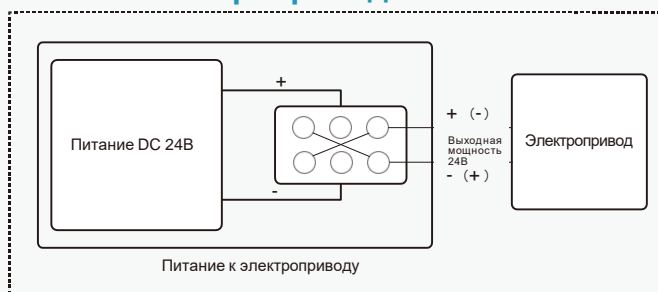 +
+ (-)
Питание DC 24В
Выходная
мощность
24В
Электропривод
-
- (+)
Питание к электроприводу